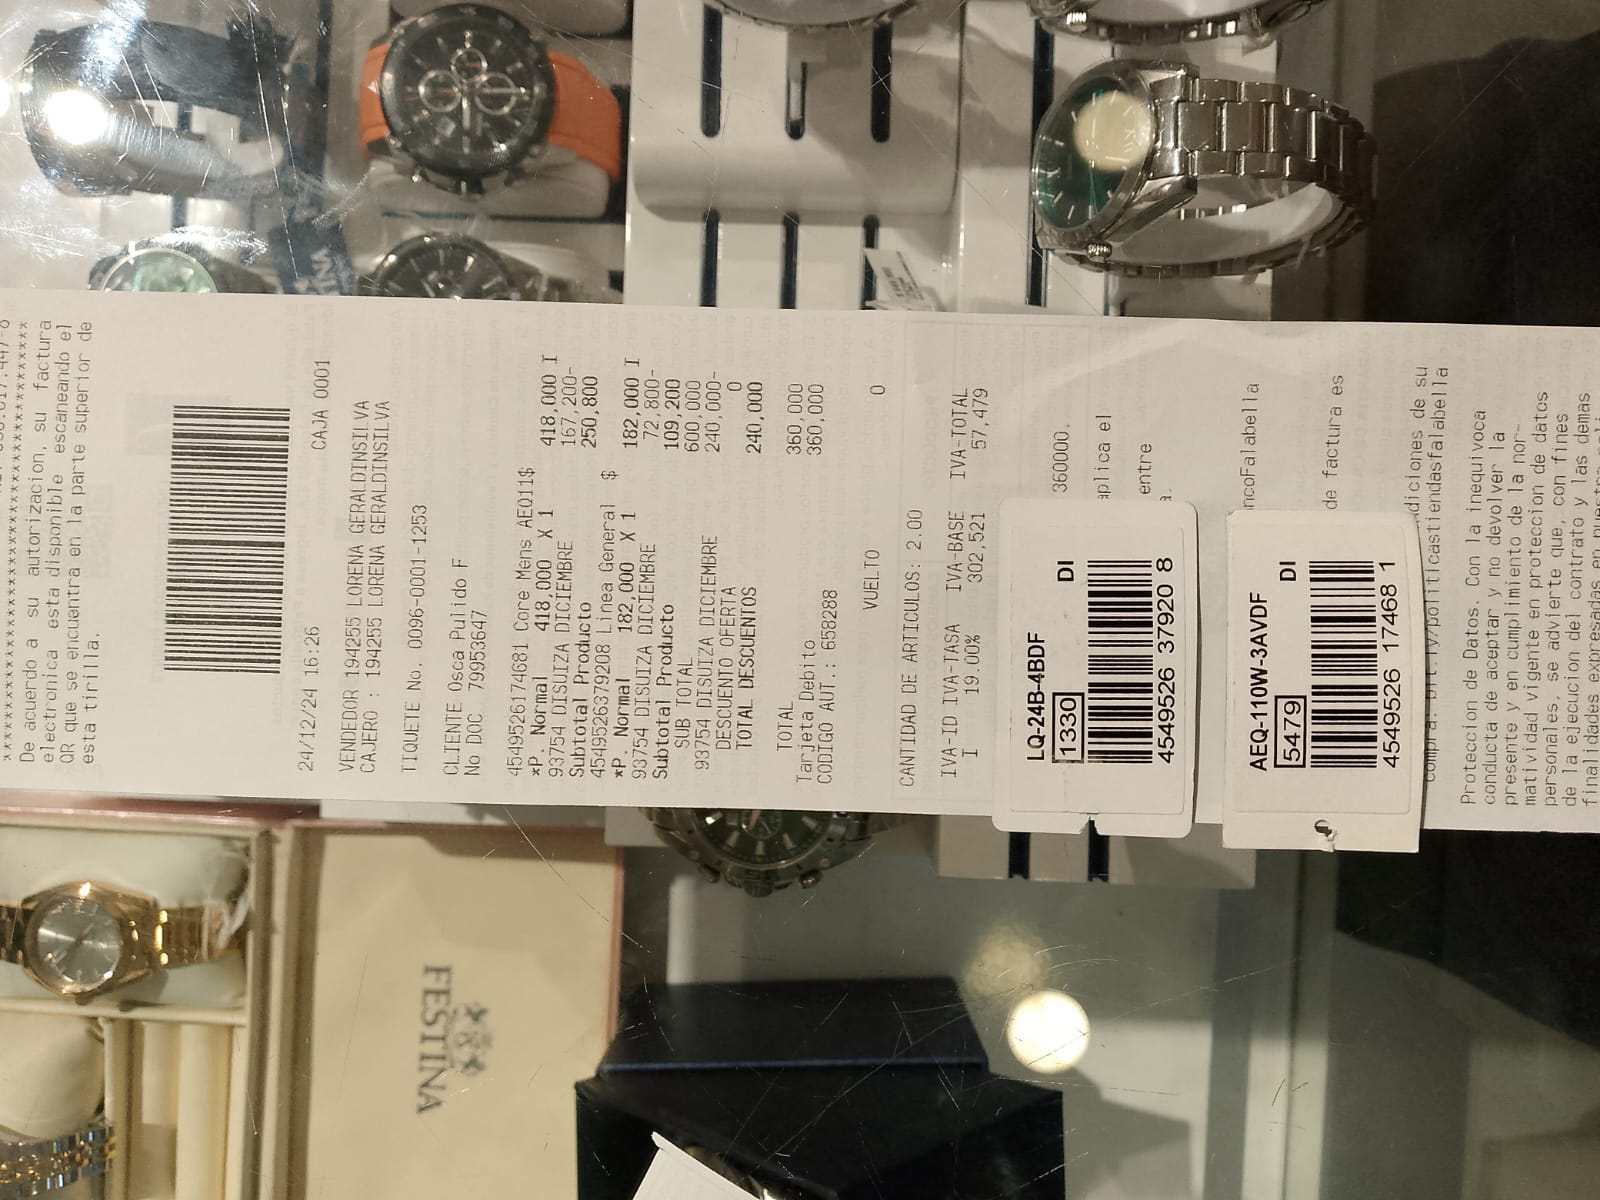 ************************************
De acuerdo a su autorizacion, su factura
electronica esta disponible escaneando el
QR que se encuentra en la parte superior de
esta tirilla.
24/12/24 16:26 CAJA 0001
VENDEDOR 194255 LORENA GERALDINSILVA
CAJERO : 194255 LORENA GERALDINSILVA
TIQUETE No. 0096-0001-1253
CLIENTE Osca Pulido F
No DOC 79953647
4549526174681 Core Mens AEQ11$ 418,000 I
*P. Normal 418,000 X 1
93754 DISUIZA DICIEMBRE 167,200-
Subtotal Producto 250,800
4549526379208 Linea General $ 182,000 I
*P. Normal 182,000 X 1
93754 DISUIZA DICIEMBRE 72,800-
Subtotal Producto 109,200
SUB TOTAL 600,000
93754 DISUIZA DICIEMBRE 240,000-
DESCUENTO OFERTA 0
TOTAL DESCUENTOS 240,000
TOTAL 360,000
Tarjeta Debito 360,000
CODIGO AUT.: 658288
VUELTO 0
CANTIDAD DE ARTICULOS: 2.00
IVA-ID IVA-TASA IVA-BASE IVA-TOTAL
I 19.00% 302,521 57,479
360000.
aplica el
entre
LQ-24B-4BDF
1330 DI
4549526 37920 8
ncoFalabella
AEQ-110W-3AVDF
5479 DI
4549526 17468 1
de factura es
diciones de su
compra: bit.ly/politicastiendasfalabella
Proteccion de Datos. Con la inequivoca
conducta de aceptar y no devolver la
presente y en cumplimiento de la nor-
matividad vigente en proteccion de datos
personales, se advierte que, con fines
de la ejecucion del contrato y las demas
finalidades expresadas en nuestra
FESTINA